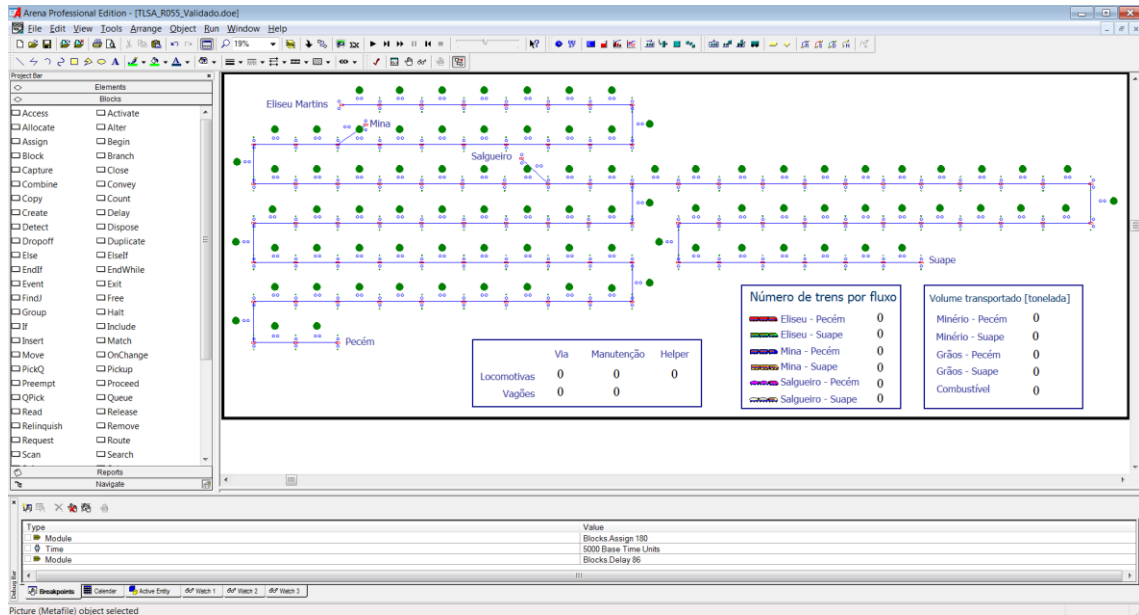 Arena Professional Edition - [TLSA_R055_Validado.doe]
File Edit View Tools Arrange Object Run Window Help
19%
Project Bar
Elements
Blocks
Access Activate
Allocate Alter
Assign Begin
Block Branch
Capture Close
Combine Convey
Copy Count
Create Delay
Detect Dispose
Dropoff Duplicate
Else ElseIf
EndIf EndWhile
Event Exit
FindJ Free
Group Halt
If Include
Insert Match
Move OnChange
PickQ Pickup
Preempt Proceed
QPick Queue
Read Release
Relinquish Remove
Request Route
Scan Search
Reports
Navigate
Eliseu Martins
Mina
Salgueiro
Suape
Pecém
Via Manutenção Helper
Locomotivas 0 0 0
Vagões 0 0
Número de trens por fluxo
Eliseu - Pecém 0
Eliseu - Suape 0
Mina - Pecém 0
Mina - Suape 0
Salgueiro - Pecém 0
Salgueiro - Suape 0
Volume transportado [tonelada]
Minério - Pecém 0
Minério - Suape 0
Grãos - Pecém 0
Grãos - Suape 0
Combustível 0
Debug Bar
Type Value
Module Blocks.Assign 180
Time 5000 Base Time Units
Module Blocks.Delay 86
Breakpoints Calendar Active Entity Watch 1 Watch 2 Watch 3
Picture (Metafile) object selected